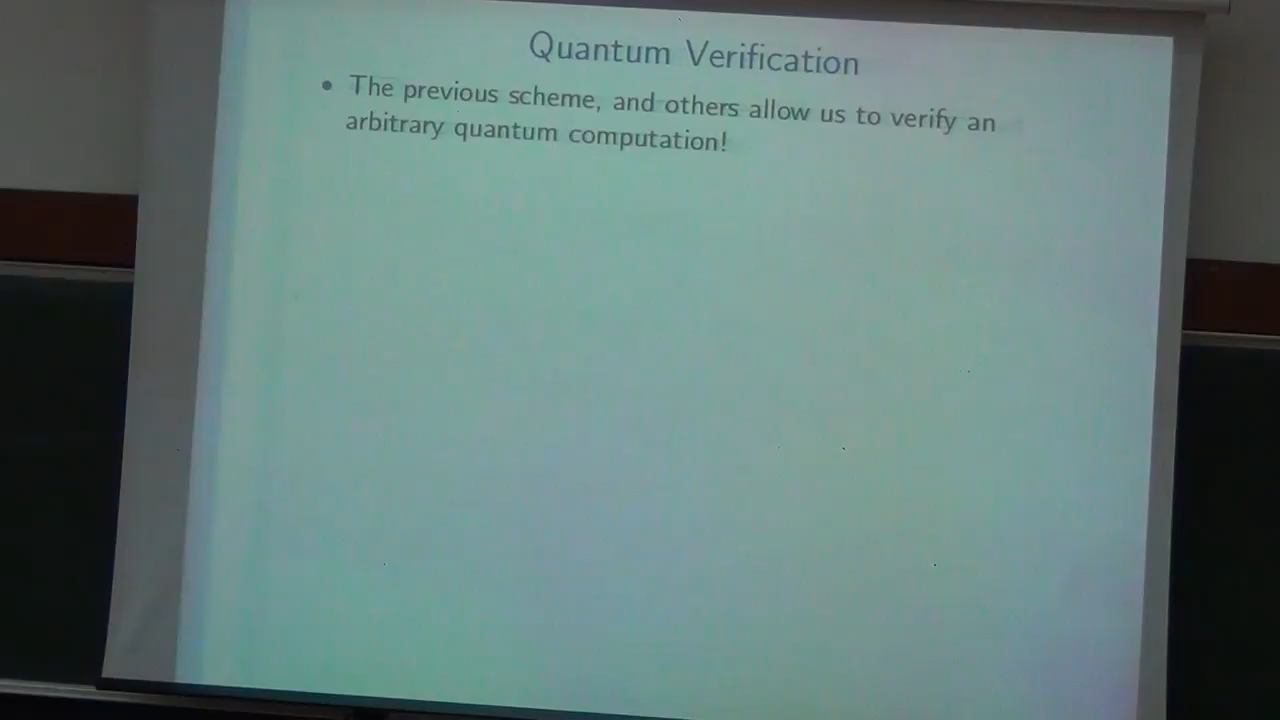 Quantum Verification
• The previous scheme, and others allow us to verify an
arbitrary quantum computation!